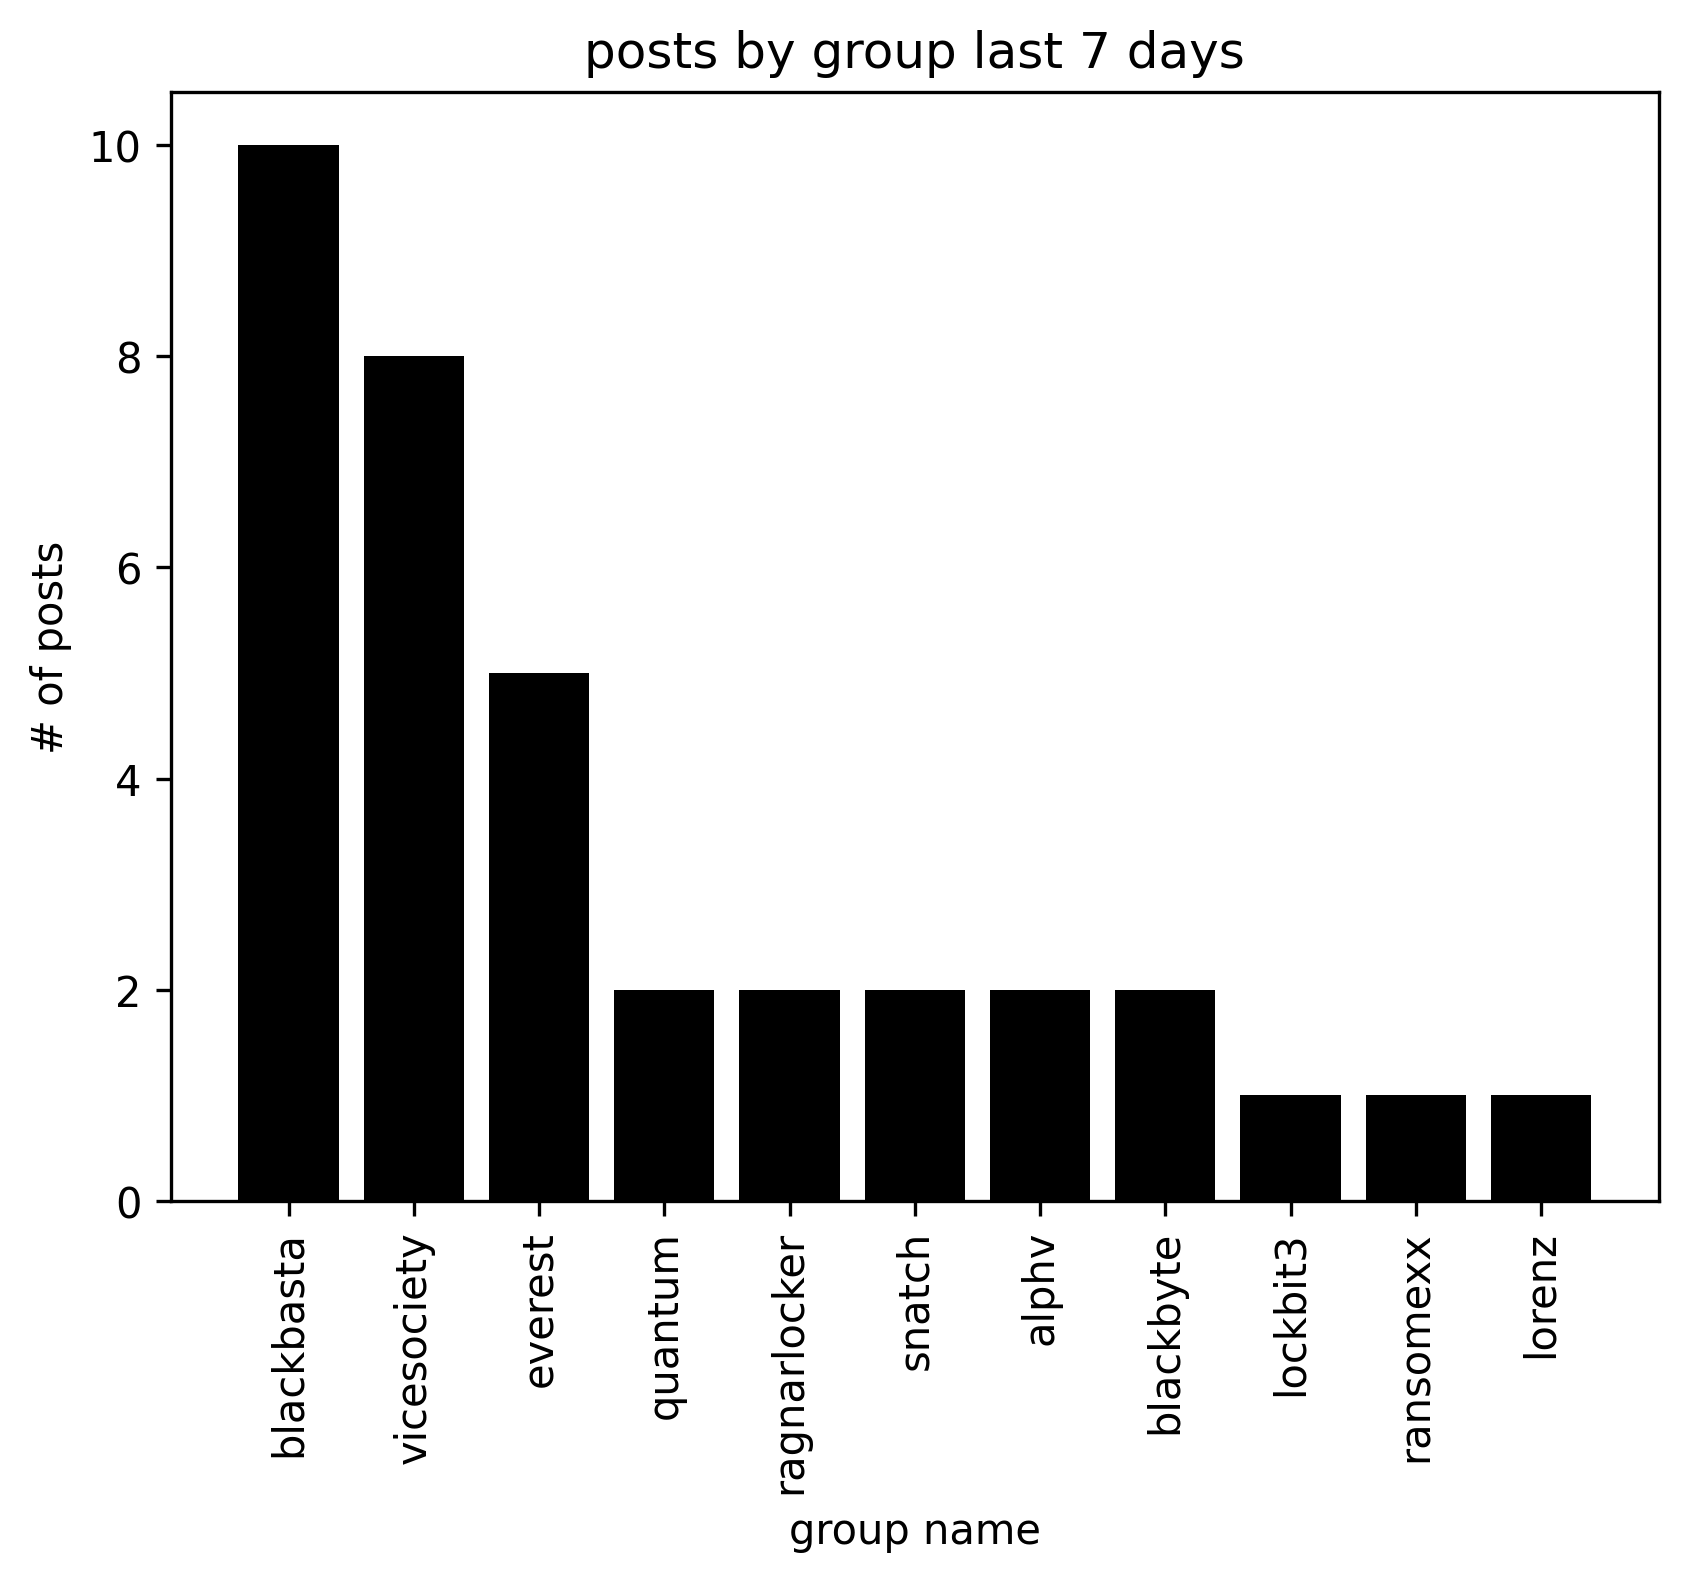 posts by group last 7 days
# of posts
10
8
6
4
2
0
blackbasta
vicesociety
everest
quantum
ragnarlocker
snatch
alphv
blackbyte
lockbit3
ransomexx
lorenz
group name